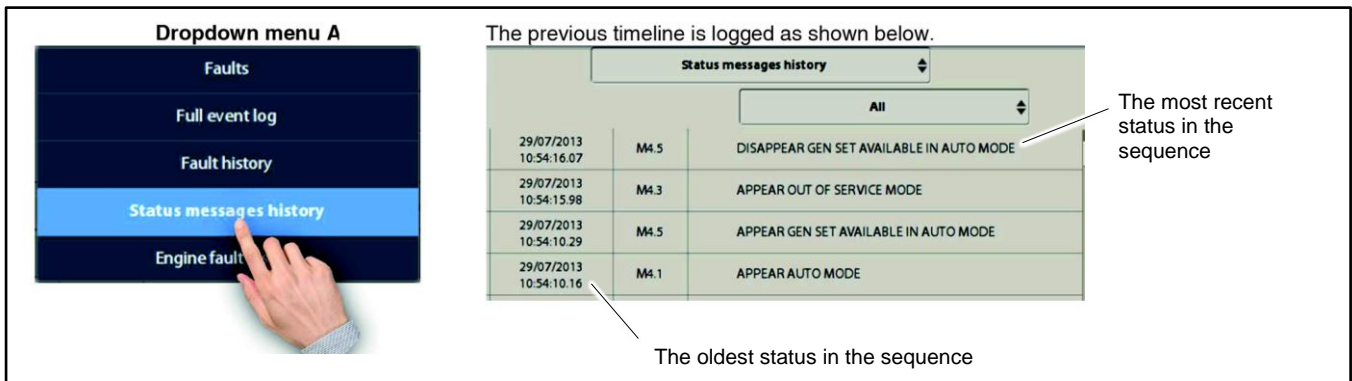 Dropdown menu A
Faults
Full event log
Fault history
Status messages history
Engine fault
The previous timeline is logged as shown below.
Status messages history
All
29/07/2013
10:54:16.07
M4.5
DISAPPEAR GEN SET AVAILABLE IN AUTO MODE
29/07/2013
10:54:15.98
M4.3
APPEAR OUT OF SERVICE MODE
29/07/2013
10:54:10.29
M4.5
APPEAR GEN SET AVAILABLE IN AUTO MODE
29/07/2013
10:54:10.16
M4.1
APPEAR AUTO MODE
The most recent
status in the
sequence
The oldest status in the sequence